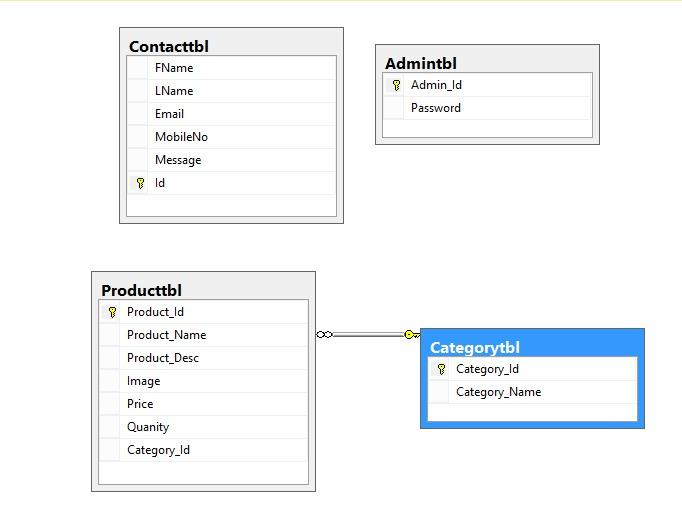 Contacttbl
FName
LName
Email
MobileNo
Message
Id
Admintbl
Admin_Id
Password
Producttbl
Product_Id
Product_Name
Product_Desc
Image
Price
Quanity
Category_Id
Categorytbl
Category_Id
Category_Name